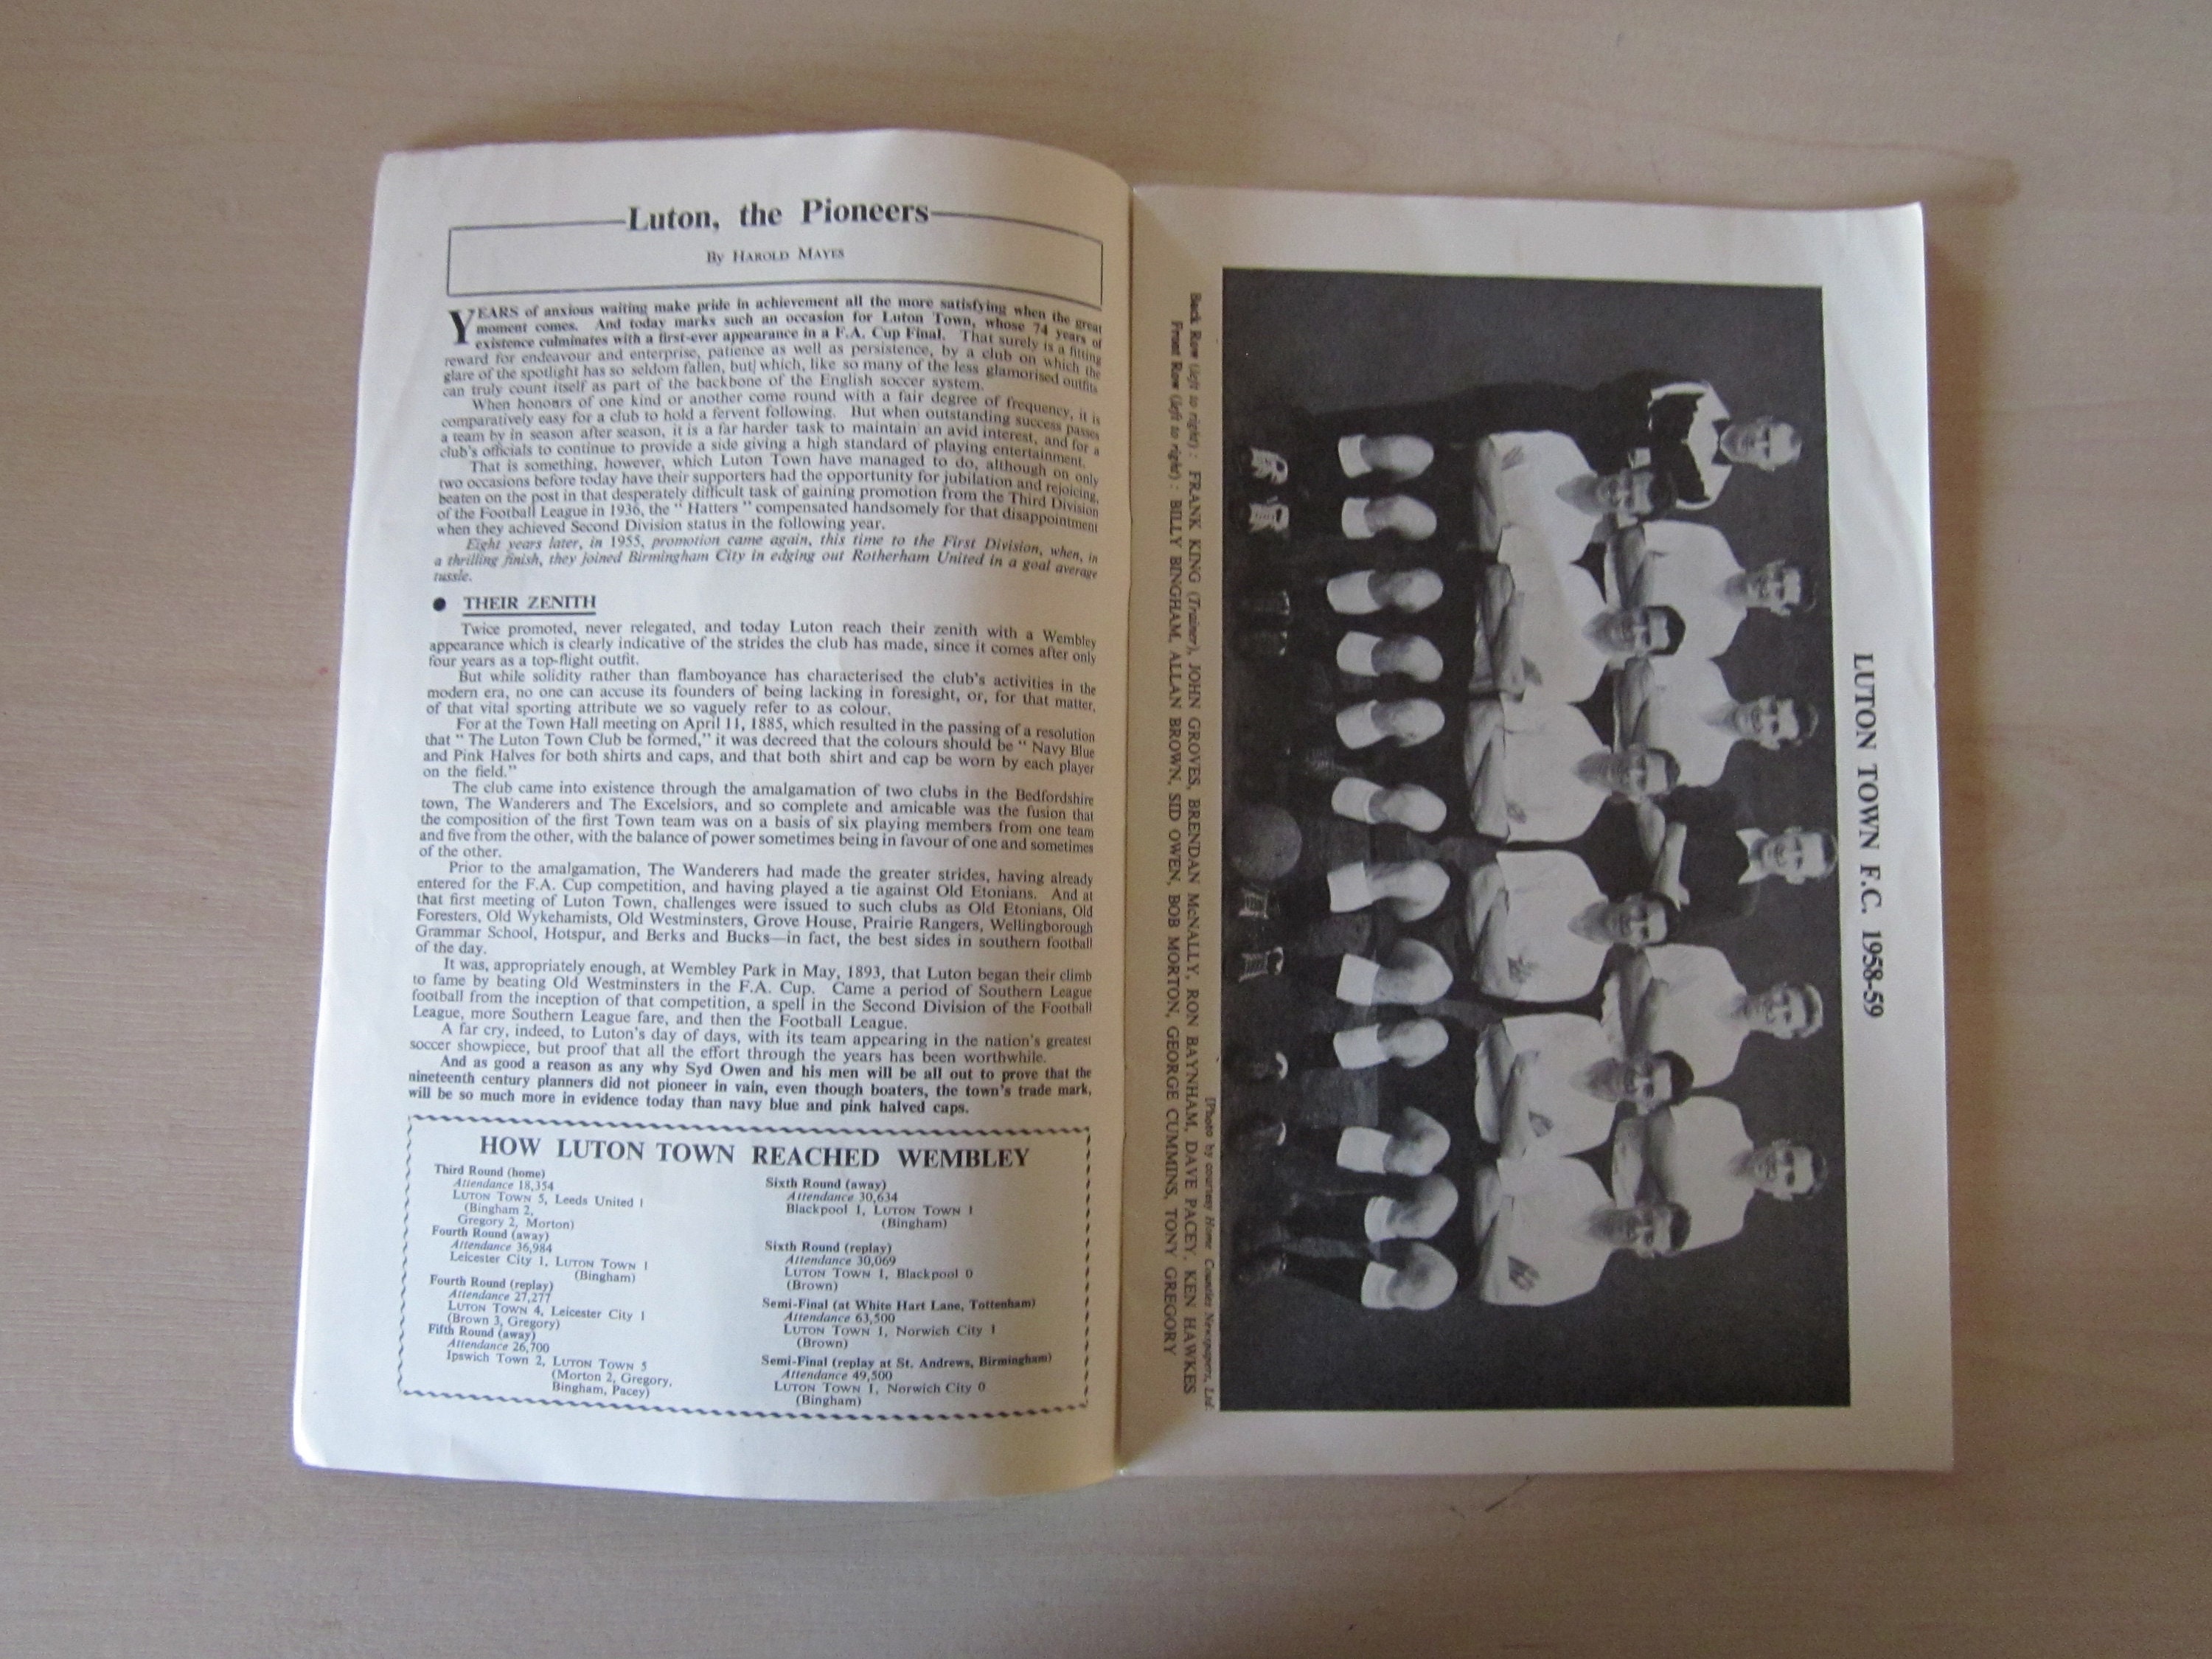 Luton, the Pioneers
By HAROLD MAYES
YEARS of anxious waiting make pride in achievement all the more satisfying when the great
moment comes. And today marks such an occasion for Luton Town, whose 74 years of
existence culminates with a first-ever appearance in a F.A. Cup Final. That surely is a fitting
reward for endeavour and enterprise, patience as well as persistence, by a club on which the
glare of the spotlight has so seldom fallen, but which, like so many of the less glamorised outfits
can truly count itself as part of the backbone of the English soccer system.
When honours of one kind or another come round with a fair degree of frequency, it is
comparatively easy for a club to hold a fervent following. But when outstanding success passes
a team by in season after season, it is a far harder task to maintain an avid interest, and for a
club's officials to continue to provide a side giving a high standard of playing entertainment.
That is something, however, which Luton Town have managed to do, although on only
two occasions before today have their supporters had the opportunity for jubilation and rejoicing,
beaten on the post in that desperately difficult task of gaining promotion from the Third Division
of the Football League in 1936, the " Hatters " compensated handsomely for that disappointment
when they achieved Second Division status in the following year.
Eight years later, in 1955, promotion came again, this time to the First Division, when, in
a thrilling finish, they joined Birmingham City in edging out Rotherham United in a goal average
tussle.
● THEIR ZENITH
Twice promoted, never relegated, and today Luton reach their zenith with a Wembley
appearance which is clearly indicative of the strides the club has made, since it comes after only
four years as a top-flight outfit.
But while solidity rather than flamboyance has characterised the club's activities in the
modern era, no one can accuse its founders of being lacking in foresight, or, for that matter,
of that vital sporting attribute we so vaguely refer to as colour.
For at the Town Hall meeting on April 11, 1885, which resulted in the passing of a resolution
that " The Luton Town Club be formed," it was decreed that the colours should be " Navy Blue
and Pink Halves for both shirts and caps, and that both shirt and cap be worn by each player
on the field."
The club came into existence through the amalgamation of two clubs in the Bedfordshire
town, The Wanderers and The Excelsiors, and so complete and amicable was the fusion that
the composition of the first Town team was on a basis of six playing members from one team
and five from the other, with the balance of power sometimes being in favour of one and sometimes
of the other.
Prior to the amalgamation, The Wanderers had made the greater strides, having already
entered for the F.A. Cup competition, and having played a tie against Old Etonians. And at
that first meeting of Luton Town, challenges were issued to such clubs as Old Etonians, Old
Foresters, Old Wykehamists, Old Westminsters, Grove House, Prairie Rangers, Wellingborough
Grammar School, Hotspur, and Berks and Bucks—in fact, the best sides in southern football
of the day.
It was, appropriately enough, at Wembley Park in May, 1893, that Luton began their climb
to fame by beating Old Westminsters in the F.A. Cup. Came a period of Southern League
football from the inception of that competition, a spell in the Second Division of the Football
League, more Southern League fare, and then the Football League.
A far cry, indeed, to Luton's day of days, with its team appearing in the nation's greatest
soccer showpiece, but proof that all the effort through the years has been worthwhile.
And as good a reason as any why Syd Owen and his men will be all out to prove that the
nineteenth century planners did not pioneer in vain, even though boaters, the town's trade mark,
will be so much more in evidence today than navy blue and pink halved caps.
HOW LUTON TOWN REACHED WEMBLEY
Third Round (home)
Attendance 18,354
LUTON TOWN 5, Leeds United 1
(Bingham 2,
Gregory 2, Morton)
Fourth Round (away)
Attendance 36,984
Leicester City 1, LUTON TOWN 1
(Bingham)
Fourth Round (replay)
Attendance 27,277
LUTON TOWN 4, Leicester City 1
(Brown 3, Gregory)
Fifth Round (away)
Attendance 26,700
Ipswich Town 2, LUTON TOWN 5
(Morton 2, Gregory,
Bingham, Pacey)
Sixth Round (away)
Attendance 30,634
Blackpool 1, LUTON TOWN 1
(Bingham)
Sixth Round (replay)
Attendance 30,069
LUTON TOWN 1, Blackpool 0
(Brown)
Semi-Final (at White Hart Lane, Tottenham)
Attendance 63,500
LUTON TOWN 1, Norwich City 1
(Brown)
Semi-Final (replay at St. Andrews, Birmingham)
Attendance 49,500
LUTON TOWN 1, Norwich City 0
(Bingham)
LUTON TOWN F.C. 1958-59
[Photo by courtesy Home Counties Newspapers, Ltd.
Back Row (left to right) : FRANK KING (Trainer), JOHN GROVES, BRENDAN McNALLY, RON BAYNHAM, DAVE PACEY, KEN HAWKES
Front Row (left to right) : BILLY BINGHAM, ALLAN BROWN, SID OWEN, BOB MORTON, GEORGE CUMMINS, TONY GREGORY